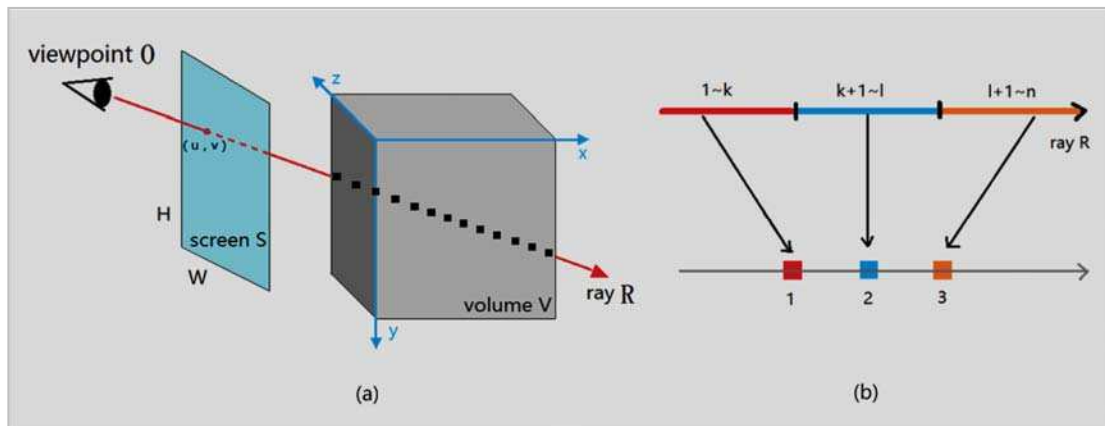 viewpoint O
(u,v)
H
screen S
W
z
x
y
volume V
ray R
(a)
1~k
k+1~l
l+1~n
ray R
1
2
3
(b)